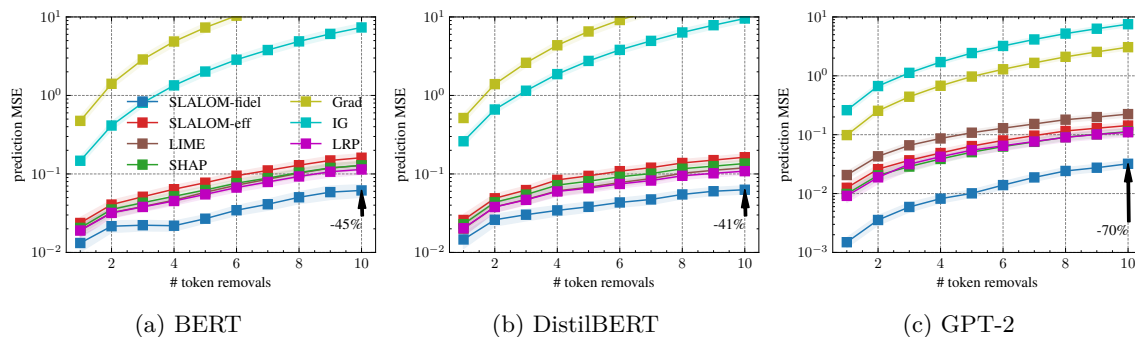 prediction MSE
10^1
10^0
10^−1
10^−2
SLALOM-fidel
SLALOM-eff
LIME
SHAP
Grad
IG
LRP
-45%
2 4 6 8 10
# token removals
(a) BERT
prediction MSE
10^1
10^0
10^−1
10^−2
-41%
2 4 6 8 10
# token removals
(b) DistilBERT
prediction MSE
10^1
10^0
10^−1
10^−2
10^−3
-70%
2 4 6 8 10
# token removals
(c) GPT-2